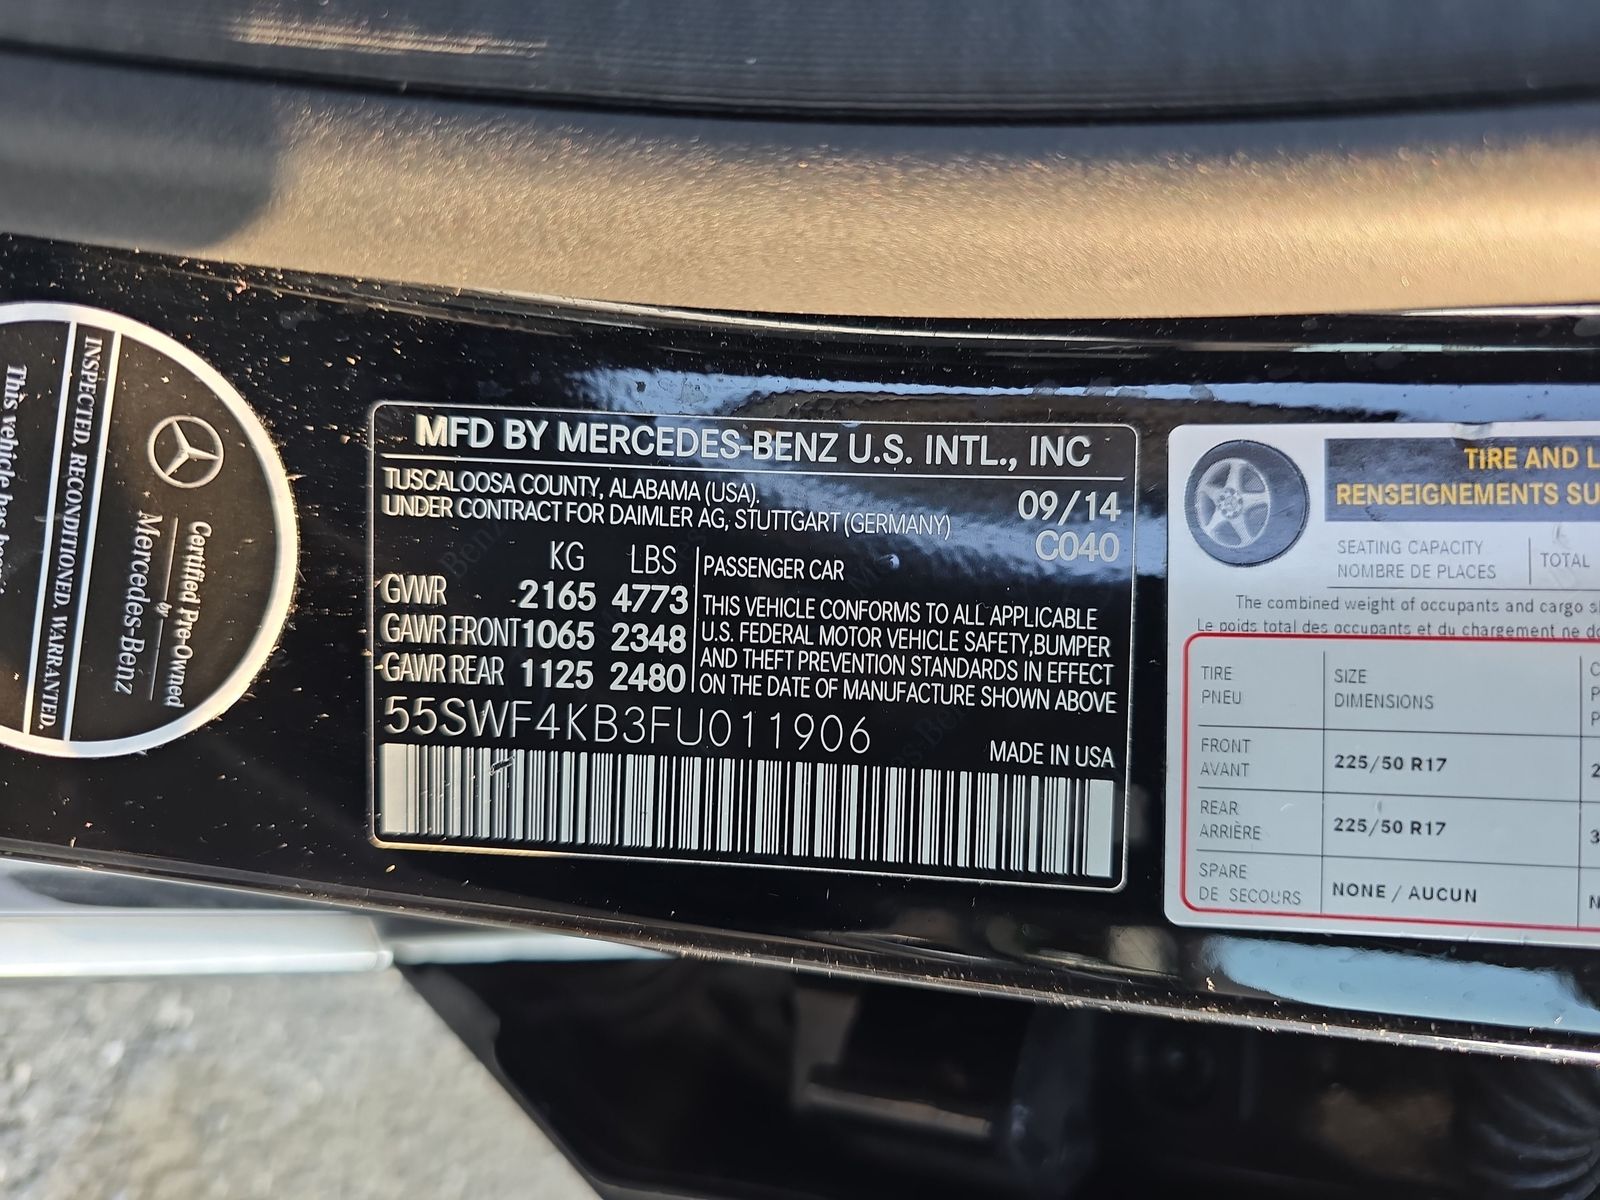 This vehicle has been
INSPECTED, RECONDITIONED, WARRANTED.
Certified Pre-Owned
by
Mercedes-Benz
MFD BY MERCEDES-BENZ U.S. INTL., INC
TUSCALOOSA COUNTY, ALABAMA (USA).
UNDER CONTRACT FOR DAIMLER AG, STUTTGART (GERMANY)
09/14
C040
KG LBS
GVWR 2165 4773
GAWR FRONT 1065 2348
GAWR REAR 1125 2480
PASSENGER CAR
THIS VEHICLE CONFORMS TO ALL APPLICABLE
U.S. FEDERAL MOTOR VEHICLE SAFETY,BUMPER
AND THEFT PREVENTION STANDARDS IN EFFECT
ON THE DATE OF MANUFACTURE SHOWN ABOVE
55SWF4KB3FU011906
MADE IN USA
TIRE AND L
RENSEIGNEMENTS SU
SEATING CAPACITY
NOMBRE DE PLACES
TOTAL
The combined weight of occupants and cargo s
Le poids total des occupants et du chargement ne d
TIRE
PNEU
SIZE
DIMENSIONS
C
P
P
FRONT
AVANT
225/50 R17
2
REAR
ARRIÈRE
225/50 R17
3
SPARE
DE SECOURS
NONE / AUCUN
N